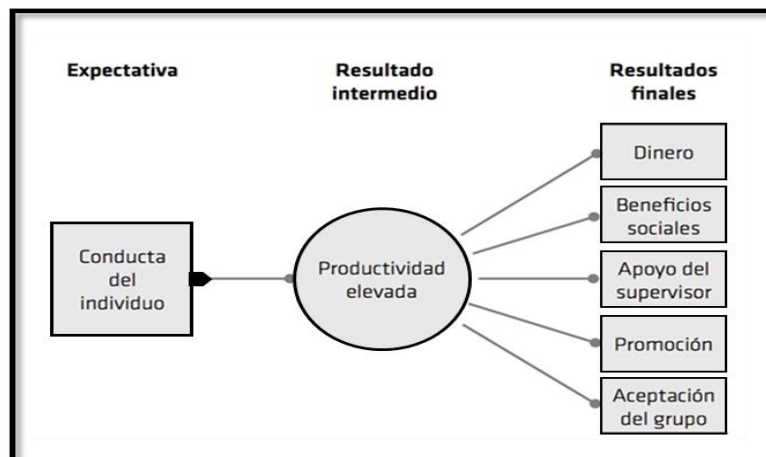 Expectativa
Resultado
intermedio
Resultados
finales
Conducta
del
individuo
Productividad
elevada
Dinero
Beneficios
sociales
Apoyo del
supervisor
Promoción
Aceptación
del grupo